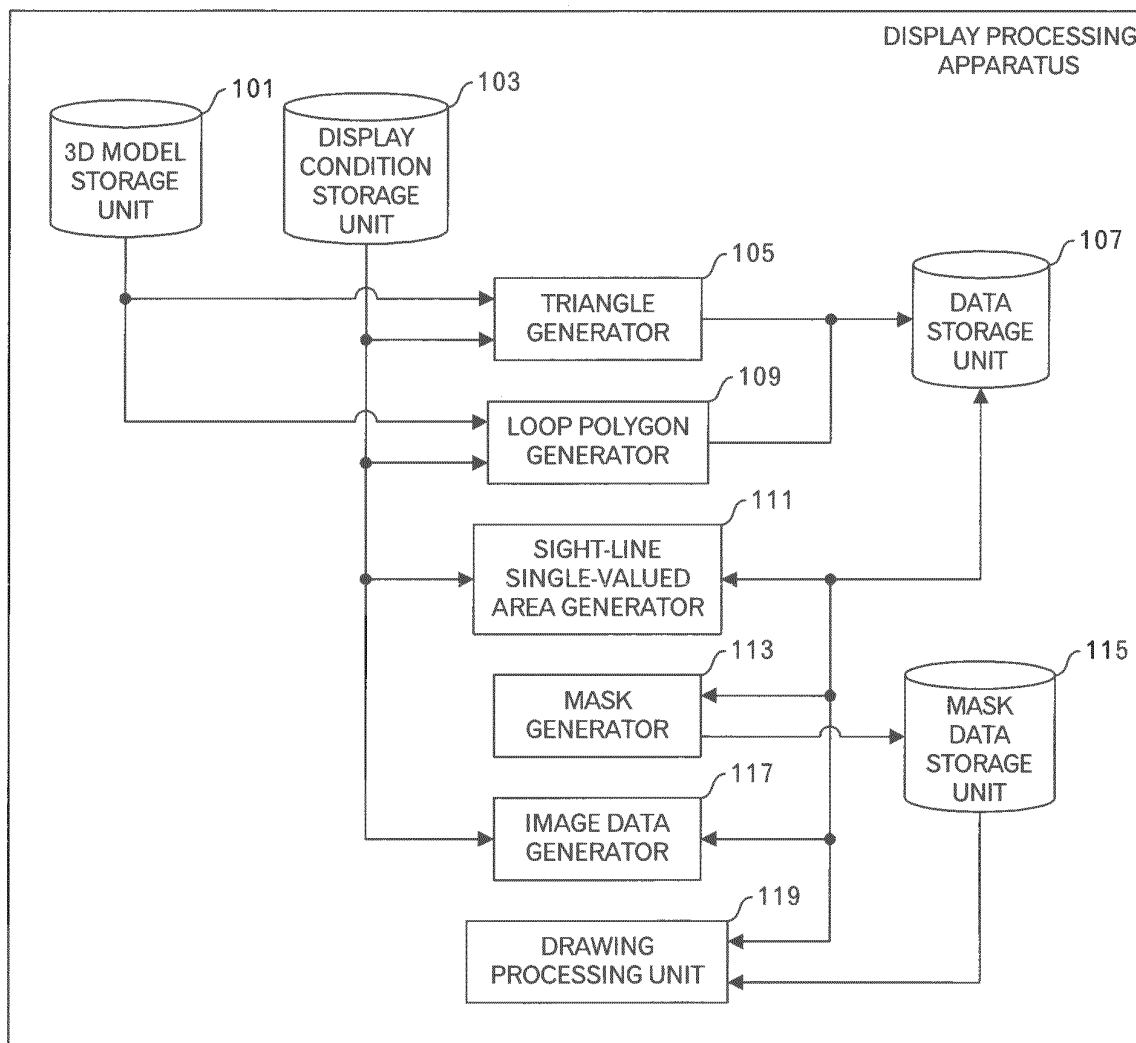 DISPLAY PROCESSING
APPARATUS
101
3D MODEL
STORAGE
UNIT
103
DISPLAY
CONDITION
STORAGE
UNIT
105
TRIANGLE
GENERATOR
107
DATA
STORAGE
UNIT
109
LOOP POLYGON
GENERATOR
111
SIGHT-LINE
SINGLE-VALUED
AREA GENERATOR
113
MASK
GENERATOR
115
MASK
DATA
STORAGE
UNIT
117
IMAGE DATA
GENERATOR
119
DRAWING
PROCESSING UNIT